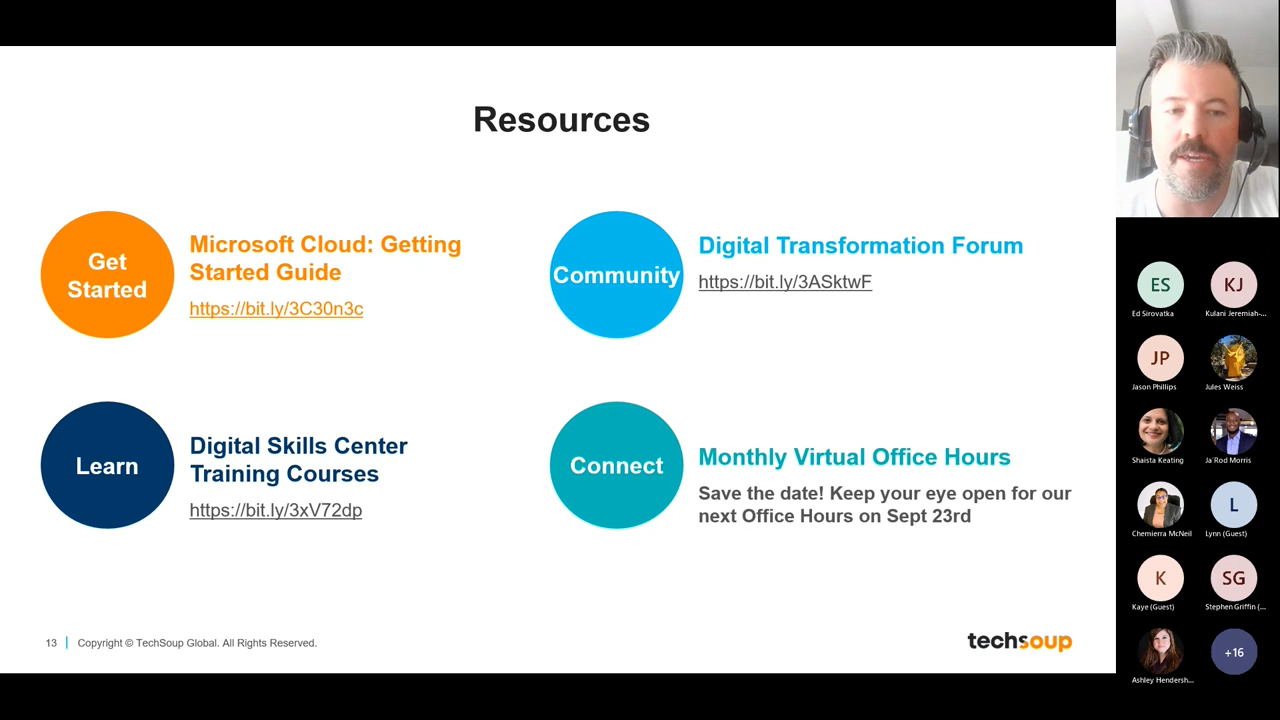 Resources
Get
Started
Microsoft Cloud: Getting
Started Guide
https://bit.ly/3C30n3c
Community
Digital Transformation Forum
https://bit.ly/3ASktwF
Learn
Digital Skills Center
Training Courses
https://bit.ly/3xV72dp
Connect
Monthly Virtual Office Hours
Save the date! Keep your eye open for our
next Office Hours on Sept 23rd
13
Copyright © TechSoup Global. All Rights Reserved.
techsoup
ES
Ed Sirovatka
KJ
Kulani Jeremiah-...
JP
Jason Phillips
Jules Weiss
Shaista Keating
Ja'Rod Morris
Chemierra McNeil
L
Lynn (Guest)
K
Kaye (Guest)
SG
Stephen Griffin (...
Ashley Hendersh...
+16